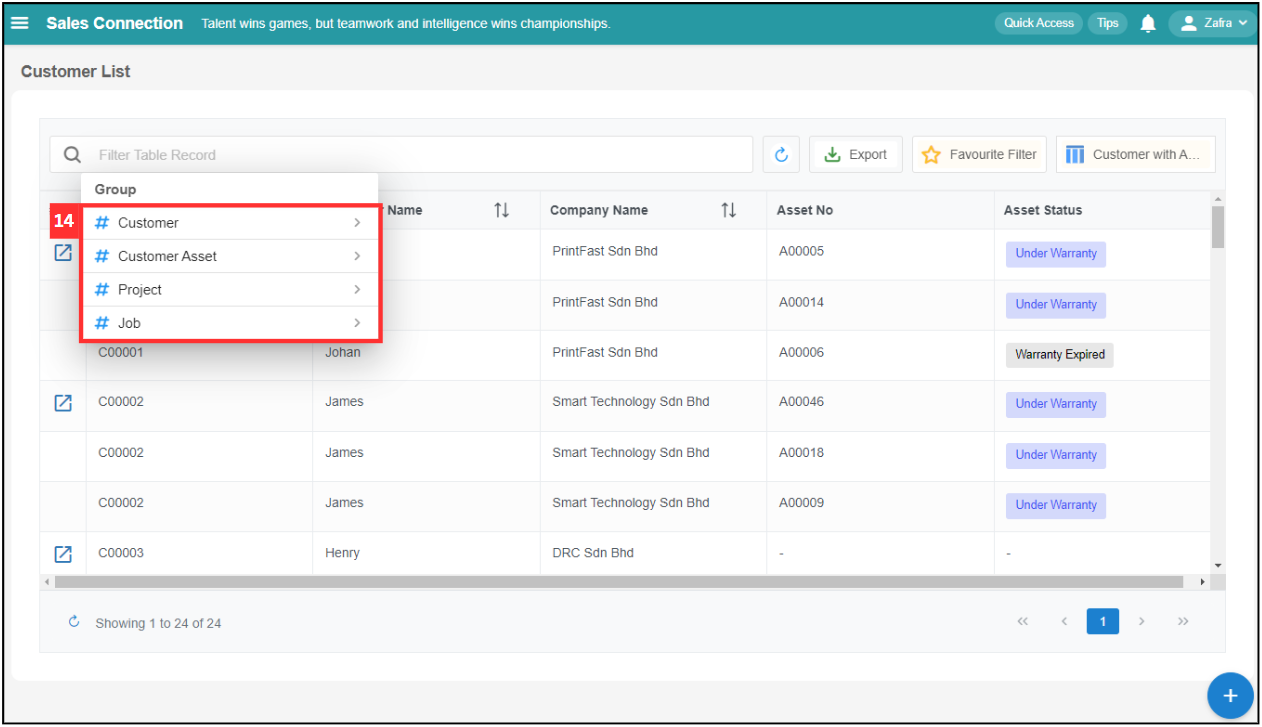 Sales Connection Talent wins games, but teamwork and intelligence wins championships. Quick Access Tips Zafra
Customer List
Filter Table Record Export Favourite Filter Customer with A...
Group
14 # Customer
# Customer Asset
# Project
# Job
Name Company Name Asset No Asset Status
PrintFast Sdn Bhd A00005 Under Warranty
PrintFast Sdn Bhd A00014 Under Warranty
C00001 Johan PrintFast Sdn Bhd A00006 Warranty Expired
C00002 James Smart Technology Sdn Bhd A00046 Under Warranty
C00002 James Smart Technology Sdn Bhd A00018 Under Warranty
C00002 James Smart Technology Sdn Bhd A00009 Under Warranty
C00003 Henry DRC Sdn Bhd - -
Showing 1 to 24 of 24 « ‹ 1 › »
+